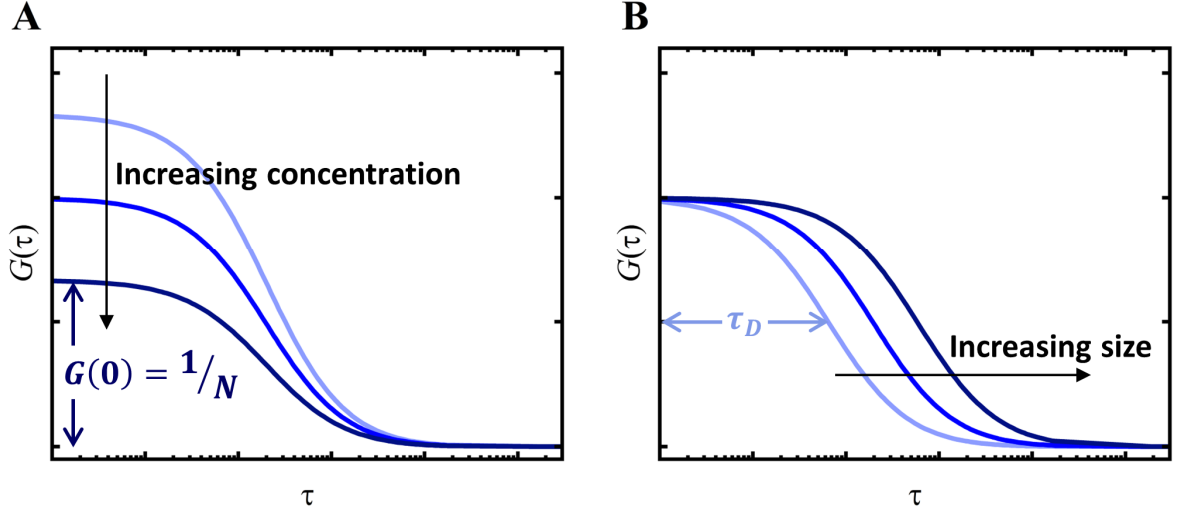 A
G(τ)
Increasing concentration
G(0) = 1/N
τ
B
G(τ)
τ_D
Increasing size
τ